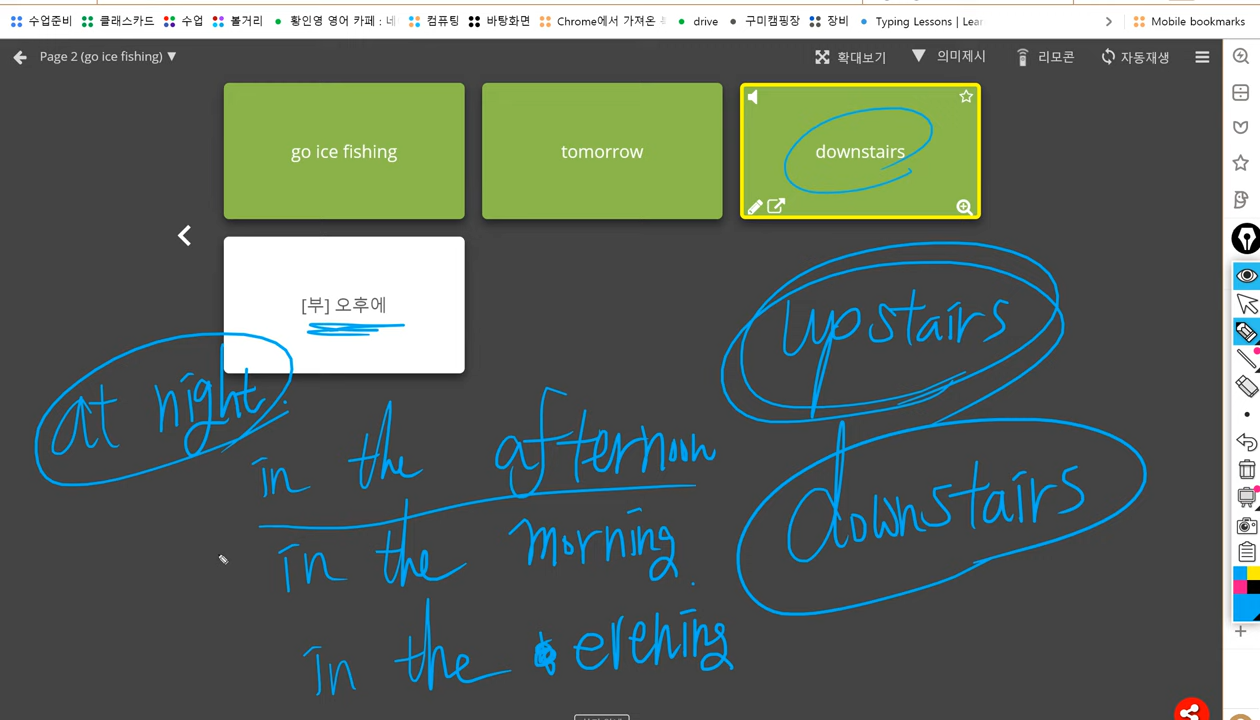 수업준비 클래스카드 수업 볼거리 황인영 영어 카페 : 네 컴퓨팅 바탕화면 Chrome에서 가져온 drive 구미캠핑장 장비 Typing Lessons | Lear Mobile bookmarks
Page 2 (go ice fishing) ▼ 확대보기 의미제시 리모콘 자동재생
go ice fishing tomorrow downstairs
[부] 오후에
upstairs
at night.
in the afternoon
downstairs
in the morning.
in the evening